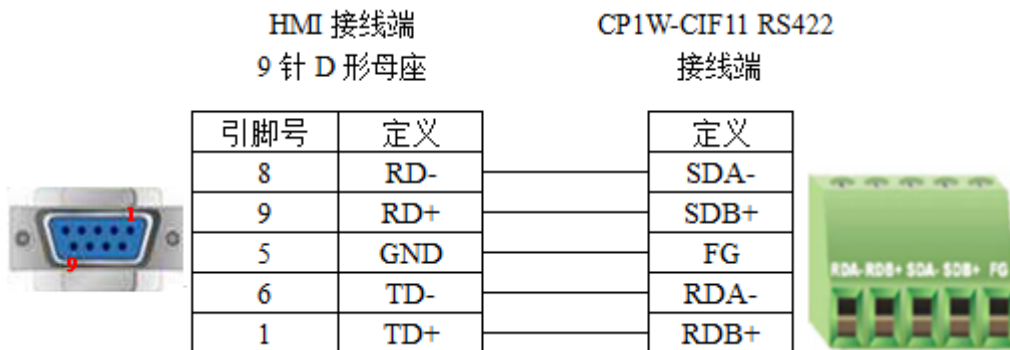 HMI 接线端
9 针 D 形母座
CP1W-CIF11 RS422
接线端
引脚号 定义 定义
8 RD- SDA-
9 RD+ SDB+
5 GND FG
6 TD- RDA-
1 TD+ RDB+
1
9
RDA- RDB+ SDA- SDB+ FG